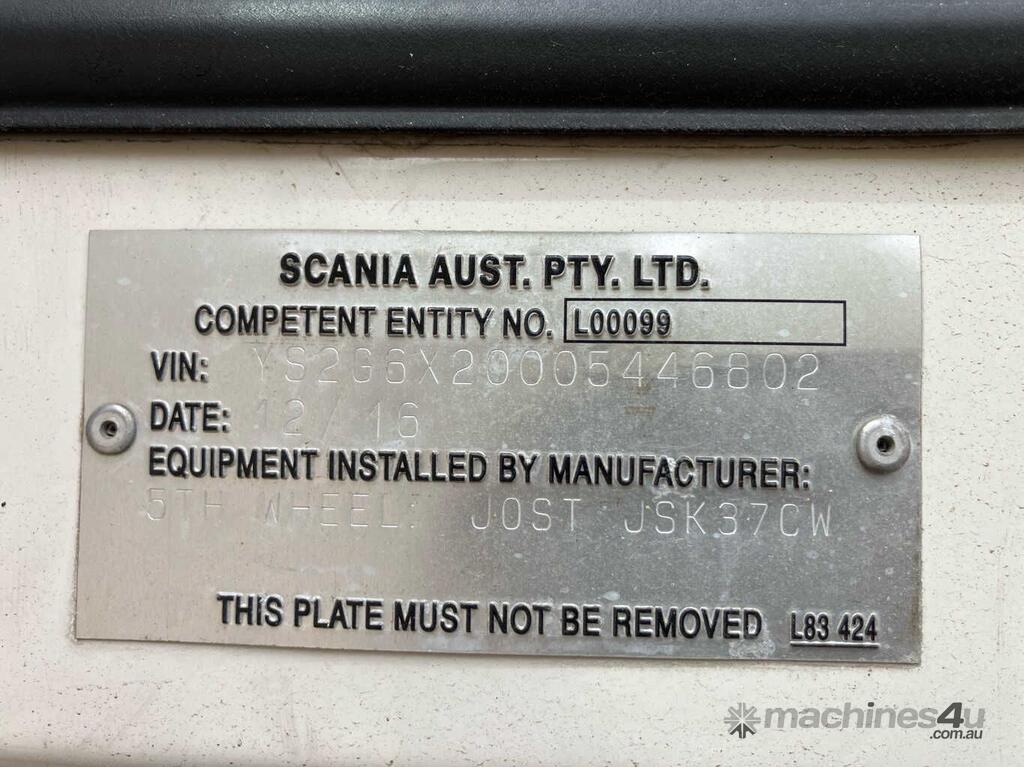 SCANIA AUST. PTY. LTD.
COMPETENT ENTITY NO. L00099
VIN: YS2G6X20005446802
DATE: 12/16
EQUIPMENT INSTALLED BY MANUFACTURER:
5TH WHEEL: JOST JSK37CW
THIS PLATE MUST NOT BE REMOVED L83 424
machines4u
.com.au